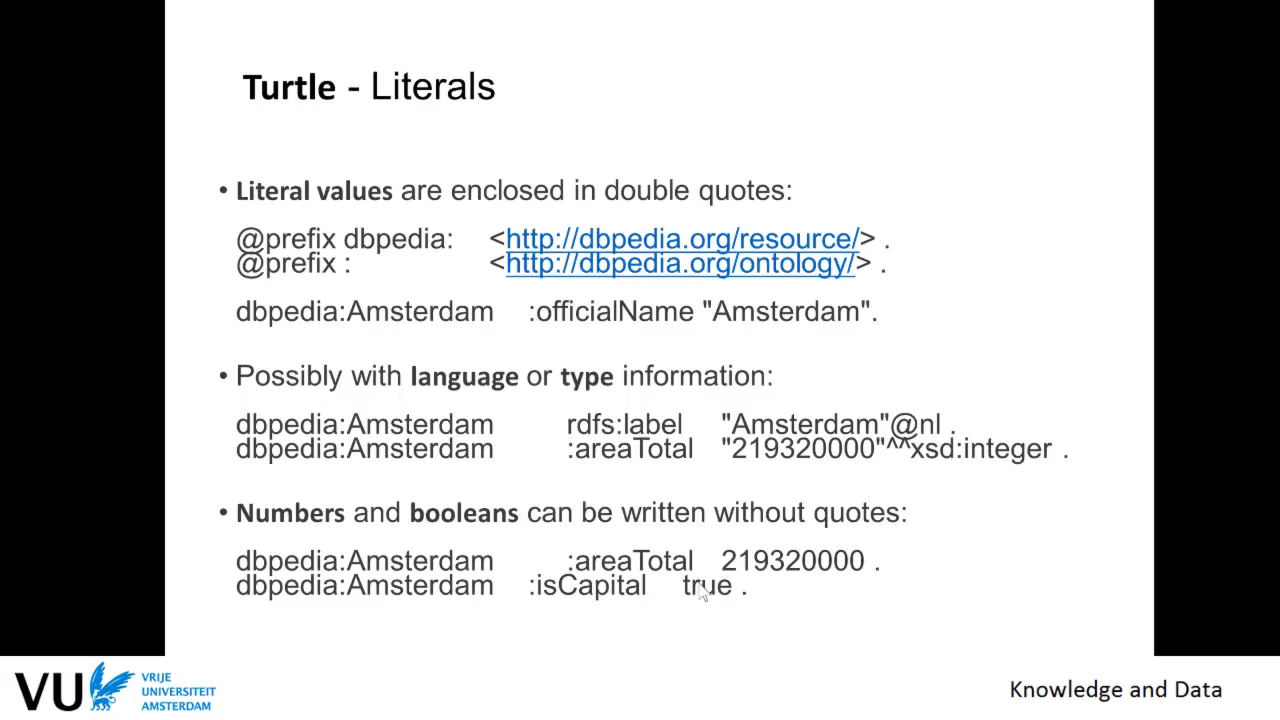 Turtle - Literals
• Literal values are enclosed in double quotes:
@prefix dbpedia: <http://dbpedia.org/resource/> .
@prefix : <http://dbpedia.org/ontology/> .
dbpedia:Amsterdam :officialName "Amsterdam".
• Possibly with language or type information:
dbpedia:Amsterdam rdfs:label "Amsterdam"@nl .
dbpedia:Amsterdam :areaTotal "219320000"^^xsd:integer .
• Numbers and booleans can be written without quotes:
dbpedia:Amsterdam :areaTotal 219320000 .
dbpedia:Amsterdam :isCapital true .
VU VRIJE
UNIVERSITEIT
AMSTERDAM
Knowledge and Data